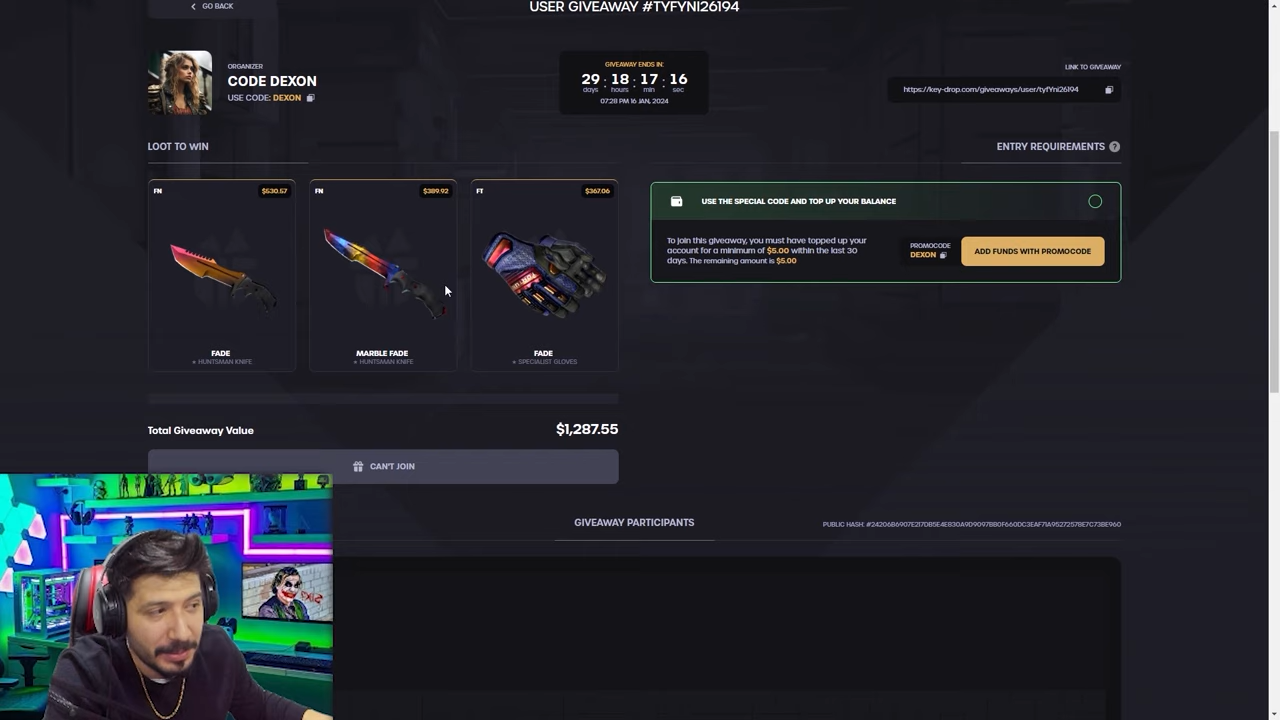 GO BACK
USER GIVEAWAY #TYFYNI26194
ORGANIZER
CODE DEXON
USE CODE: DEXON
GIVEAWAY ENDS IN:
29 : 18 : 17 : 16
days hours min sec
07:28 PM 16 JAN, 2024
LINK TO GIVEAWAY
https://key-drop.com/giveaways/user/tyfYni26194
LOOT TO WIN
ENTRY REQUIREMENTS ?
FN $530.57
FADE
★ HUNTSMAN KNIFE
FN $389.92
MARBLE FADE
★ HUNTSMAN KNIFE
FT $367.06
FADE
★ SPECIALIST GLOVES
USE THE SPECIAL CODE AND TOP UP YOUR BALANCE
To join this giveaway, you must have topped up your
account for a minimum of $5.00 within the last 30
days. The remaining amount is $5.00
PROMOCODE
DEXON
ADD FUNDS WITH PROMOCODE
Total Giveaway Value $1,287.55
CAN'T JOIN
GIVEAWAY PARTICIPANTS